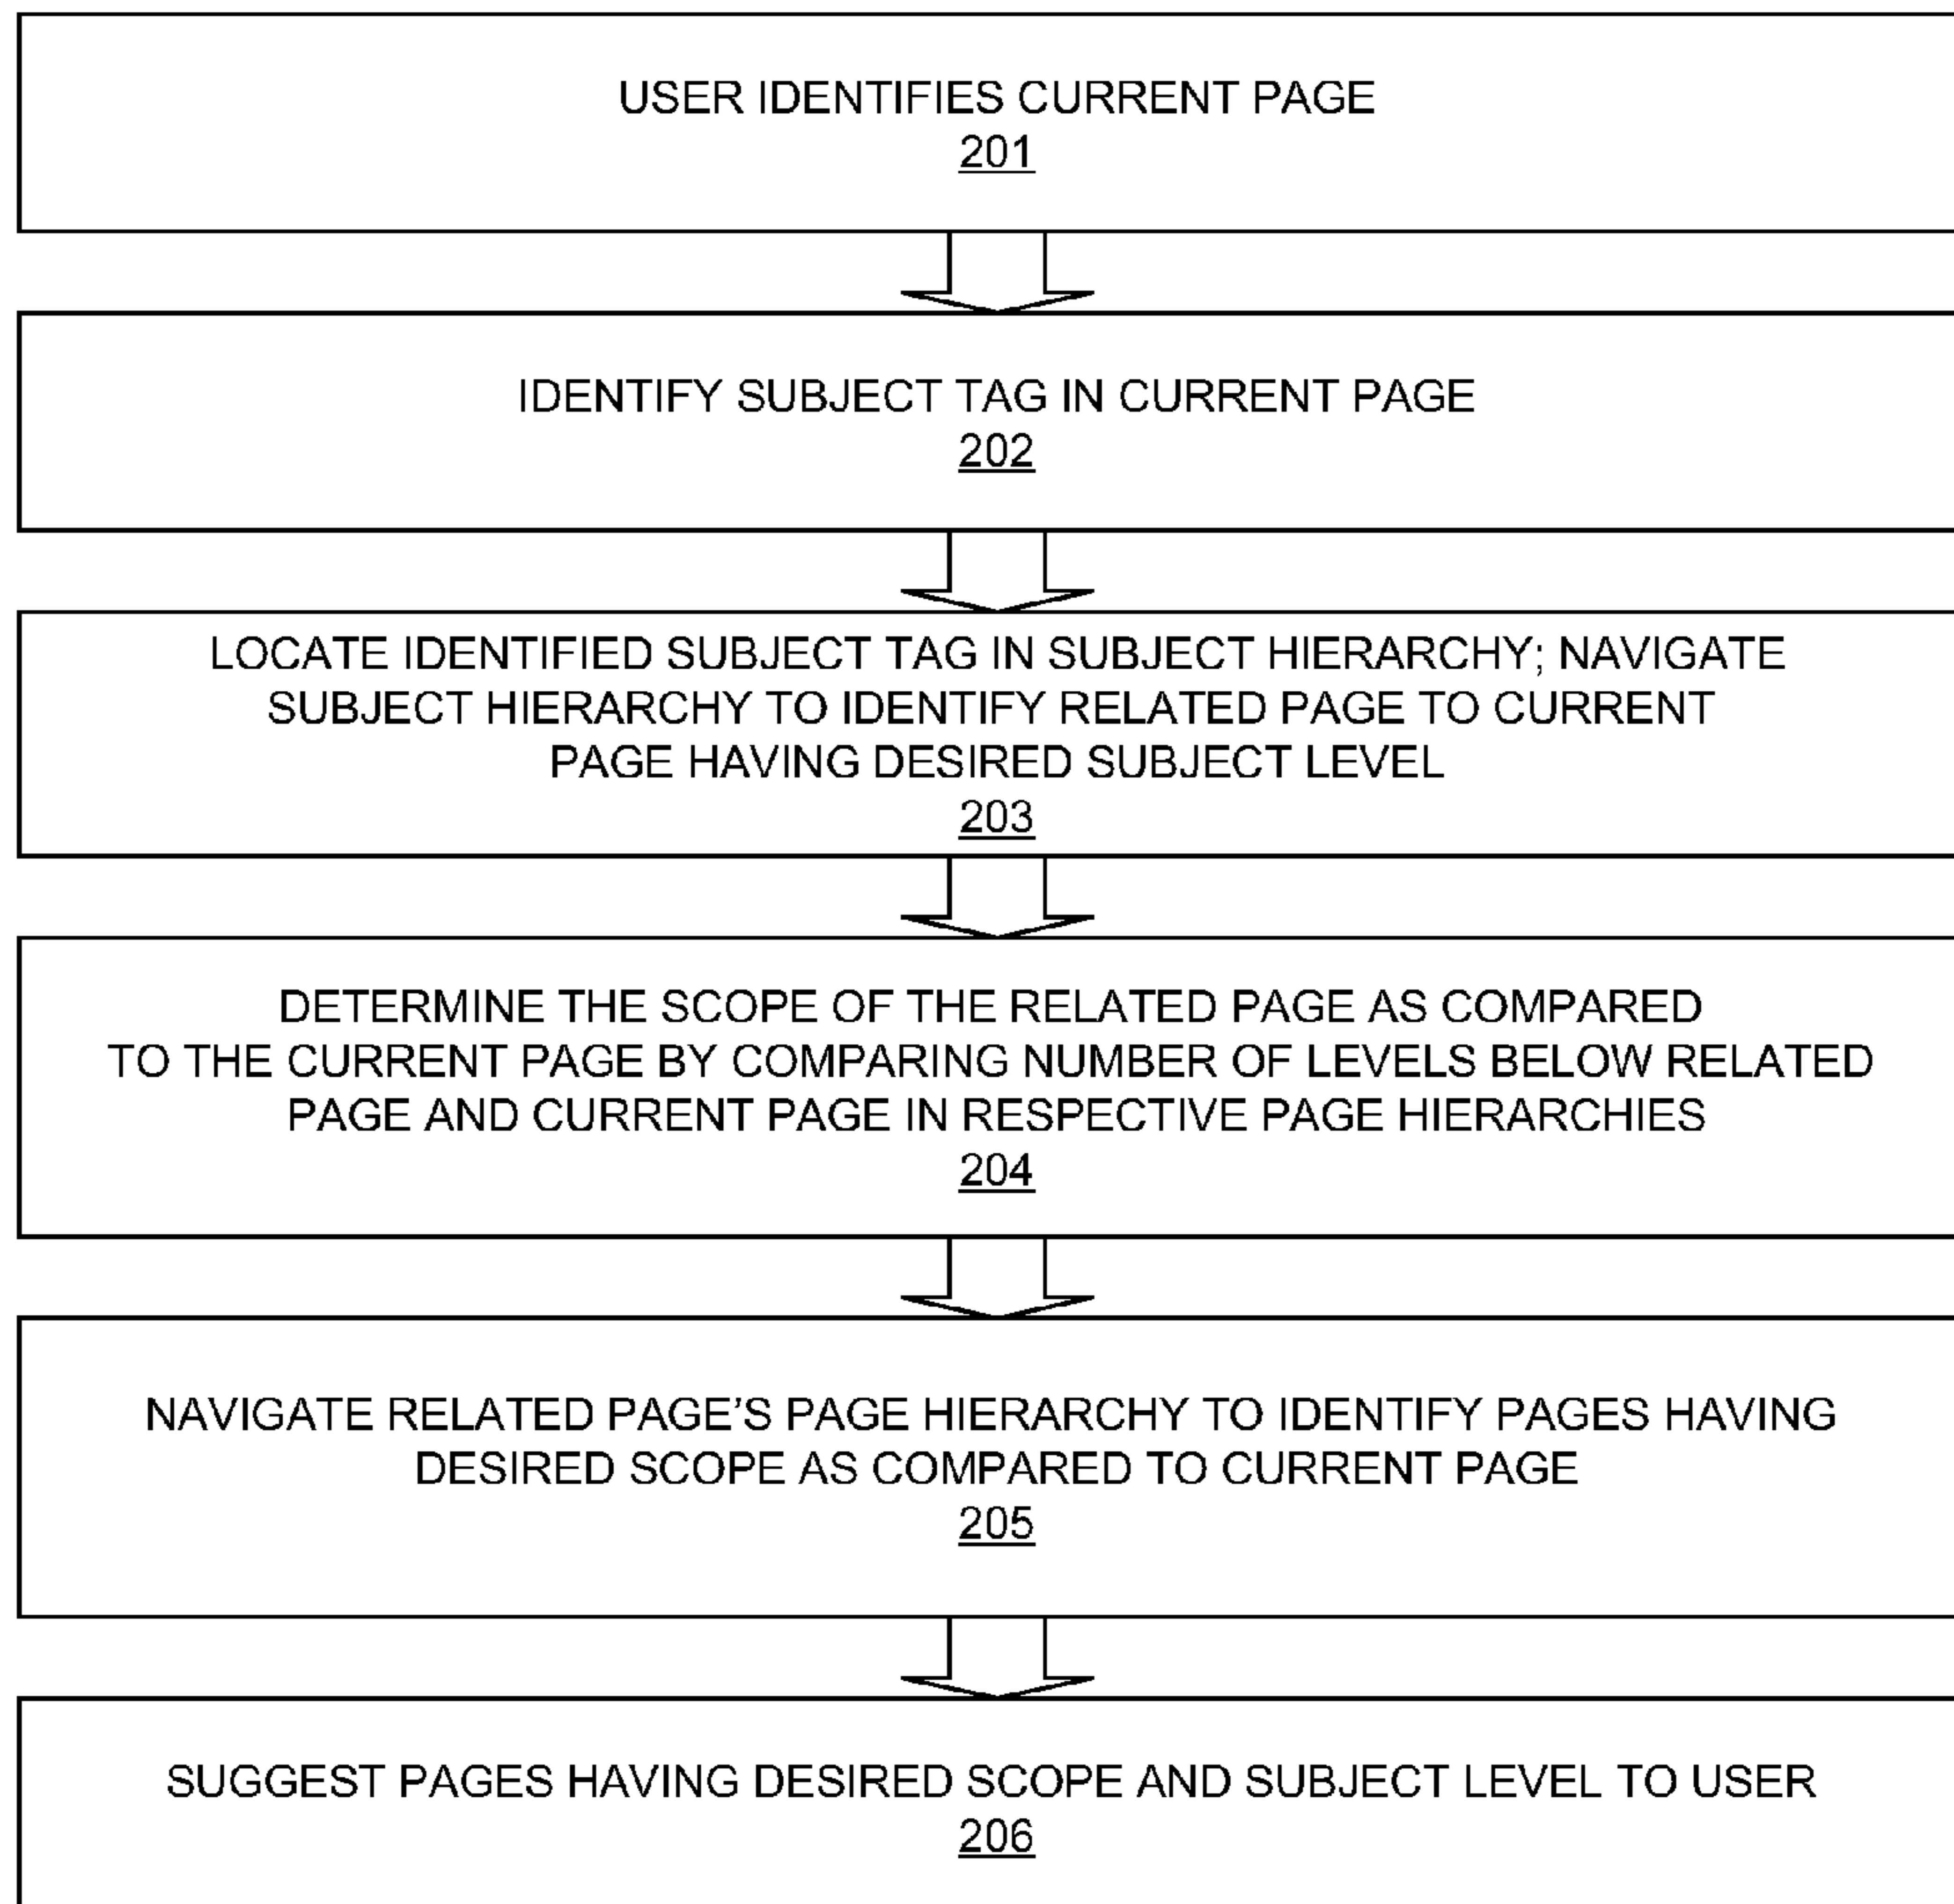 USER IDENTIFIES CURRENT PAGE
201
IDENTIFY SUBJECT TAG IN CURRENT PAGE
202
LOCATE IDENTIFIED SUBJECT TAG IN SUBJECT HIERARCHY; NAVIGATE
SUBJECT HIERARCHY TO IDENTIFY RELATED PAGE TO CURRENT
PAGE HAVING DESIRED SUBJECT LEVEL
203
DETERMINE THE SCOPE OF THE RELATED PAGE AS COMPARED
TO THE CURRENT PAGE BY COMPARING NUMBER OF LEVELS BELOW RELATED
PAGE AND CURRENT PAGE IN RESPECTIVE PAGE HIERARCHIES
204
NAVIGATE RELATED PAGE'S PAGE HIERARCHY TO IDENTIFY PAGES HAVING
DESIRED SCOPE AS COMPARED TO CURRENT PAGE
205
SUGGEST PAGES HAVING DESIRED SCOPE AND SUBJECT LEVEL TO USER
206